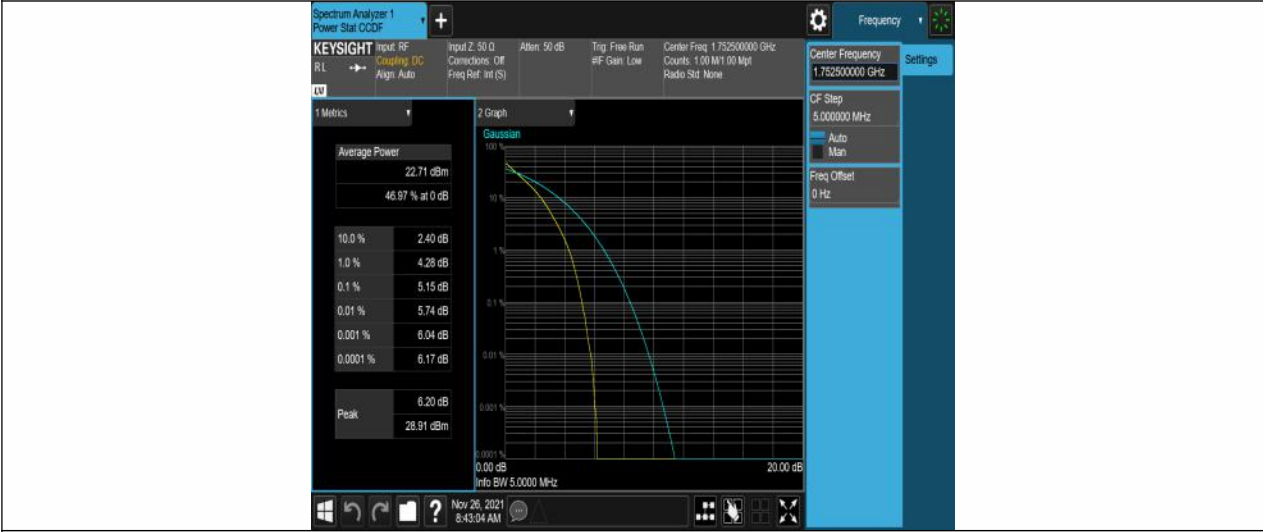 Spectrum Analyzer 1
Power Stat CCDF
+
Frequency
KEYSIGHT
RL
Input: RF
Coupling: DC
Align: Auto
Input Z: 50 Ω
Corrections: Off
Freq Ref: Int (S)
Atten: 50 dB
Trig: Free Run
#IF Gain: Low
Center Freq: 1.752500000 GHz
Counts: 1.00 M/1.00 Mpt
Radio Std: None
Center Frequency
1.752500000 GHz
Settings
CF Step
5.000000 MHz
Auto
Man
Freq Offset
0 Hz
1 Metrics
Average Power
22.71 dBm
46.97 % at 0 dB
10.0 % 2.40 dB
1.0 % 4.28 dB
0.1 % 5.15 dB
0.01 % 5.74 dB
0.001 % 6.04 dB
0.0001 % 6.17 dB
Peak
6.20 dB
28.91 dBm
2 Graph
Gaussian
100 %
10 %
1 %
0.1 %
0.01 %
0.001 %
0.0001 %
0.00 dB 20.00 dB
Info BW 5.0000 MHz
?
Nov 26, 2021
8:43:04 AM